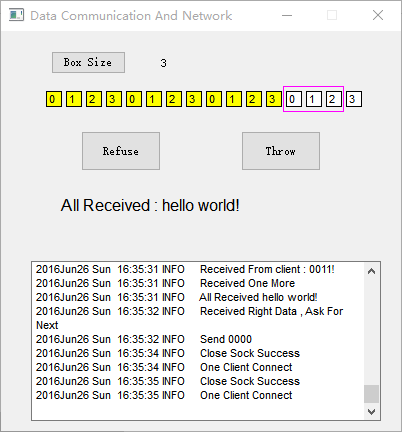 Data Communication And Network
Box Size 3
0 1 2 3 0 1 2 3 0 1 2 3 0 1 2 3
Refuse Throw
All Received : hello world!
2016Jun26 Sun 16:35:31 INFO Received From client : 0011!
2016Jun26 Sun 16:35:31 INFO Received One More
2016Jun26 Sun 16:35:31 INFO All Received hello world!
2016Jun26 Sun 16:35:32 INFO Received Right Data , Ask For
Next
2016Jun26 Sun 16:35:32 INFO Send 0000
2016Jun26 Sun 16:35:34 INFO Close Sock Success
2016Jun26 Sun 16:35:34 INFO One Client Connect
2016Jun26 Sun 16:35:35 INFO Close Sock Success
2016Jun26 Sun 16:35:35 INFO One Client Connect